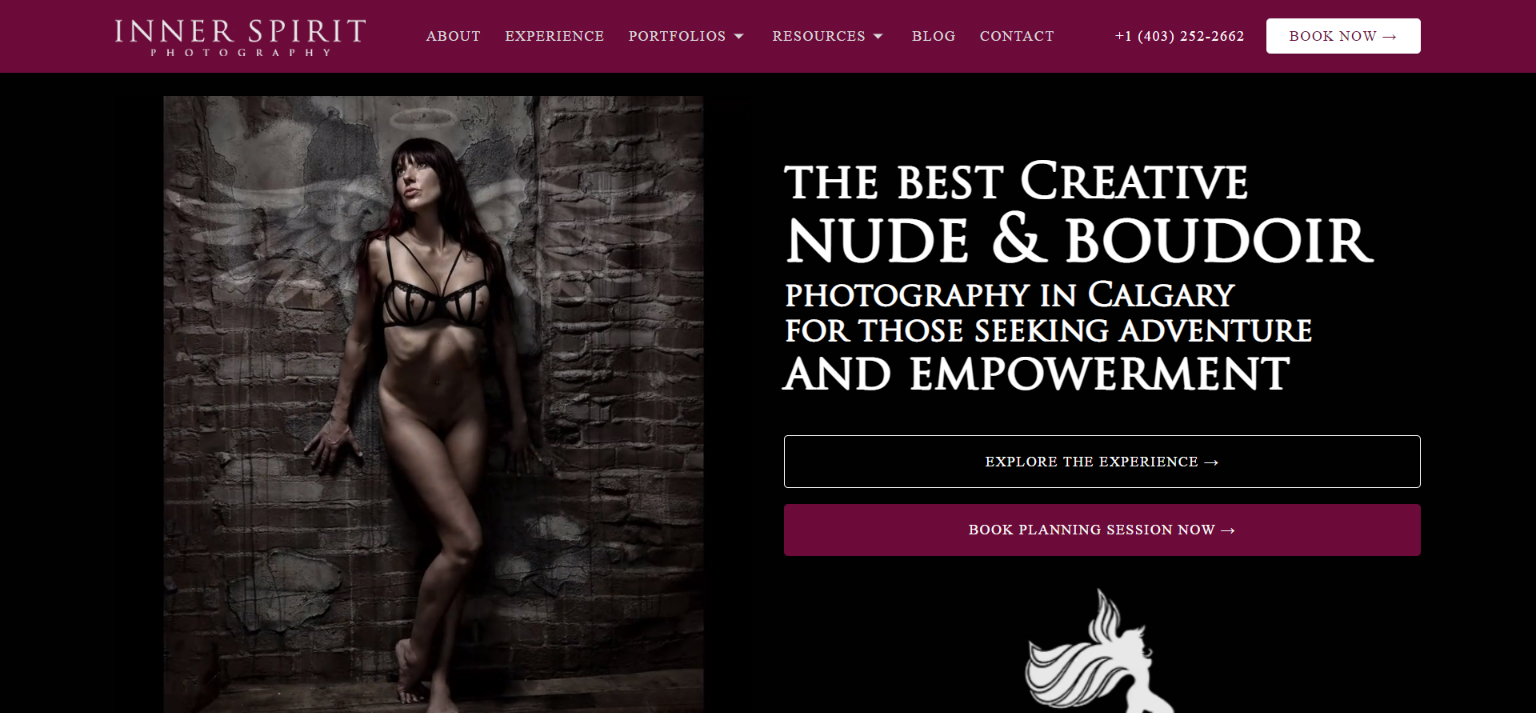 INNER SPIRIT
PHOTOGRAPHY
ABOUT
EXPERIENCE
PORTFOLIOS
RESOURCES
BLOG
CONTACT
+1 (403) 252-2662
BOOK NOW →
THE BEST CREATIVE
NUDE & BOUDOIR
PHOTOGRAPHY IN CALGARY
FOR THOSE SEEKING ADVENTURE
AND EMPOWERMENT
EXPLORE THE EXPERIENCE →
BOOK PLANNING SESSION NOW →